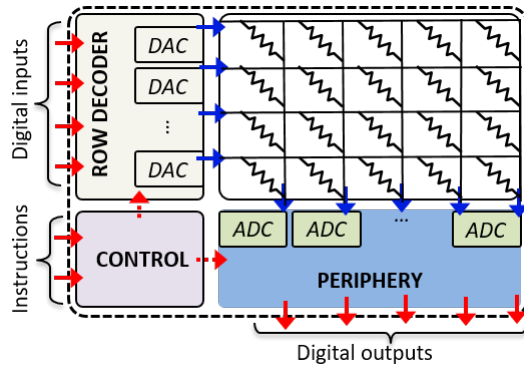 Digital inputs
ROW DECODER
DAC
DAC
...
DAC
Instructions
CONTROL
ADC
ADC
...
ADC
PERIPHERY
Digital outputs